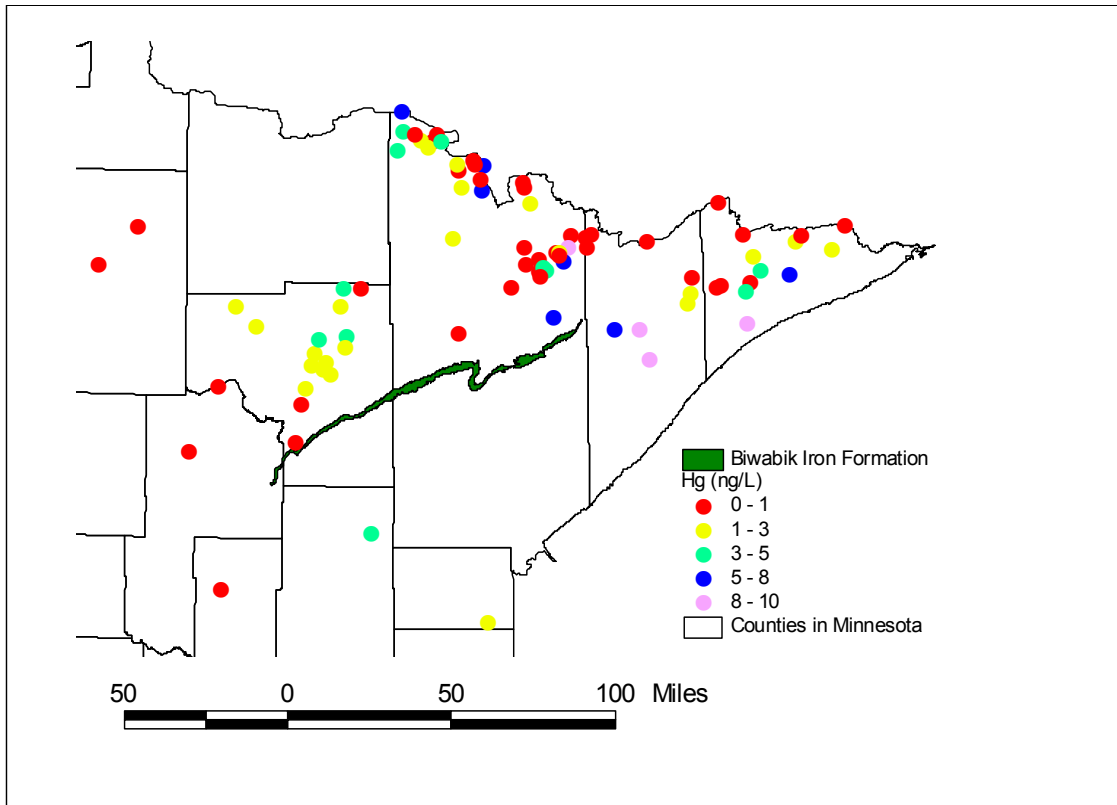 Biwabik Iron Formation
Hg (ng/L)
0 - 1
1 - 3
3 - 5
5 - 8
8 - 10
Counties in Minnesota
50 0 50 100 Miles